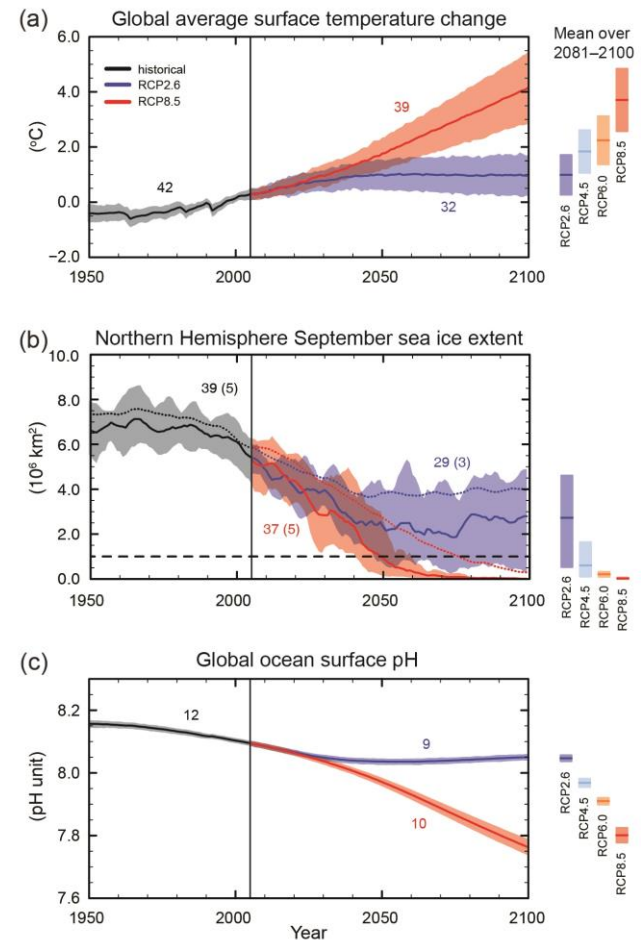 (a) Global average surface temperature change
Mean over
2081–2100
6.0
4.0
2.0
0.0
−2.0
(°C)
historical
RCP2.6
RCP8.5
42
39
32
1950 2000 2050 2100
RCP2.6
RCP4.5
RCP6.0
RCP8.5
(b) Northern Hemisphere September sea ice extent
10.0
8.0
6.0
4.0
2.0
0.0
(10⁶ km²)
39 (5)
29 (3)
37 (5)
1950 2000 2050 2100
RCP2.6
RCP4.5
RCP6.0
RCP8.5
(c) Global ocean surface pH
8.2
8.0
7.8
7.6
(pH unit)
12
9
10
1950 2000 2050 2100
Year
RCP2.6
RCP4.5
RCP6.0
RCP8.5